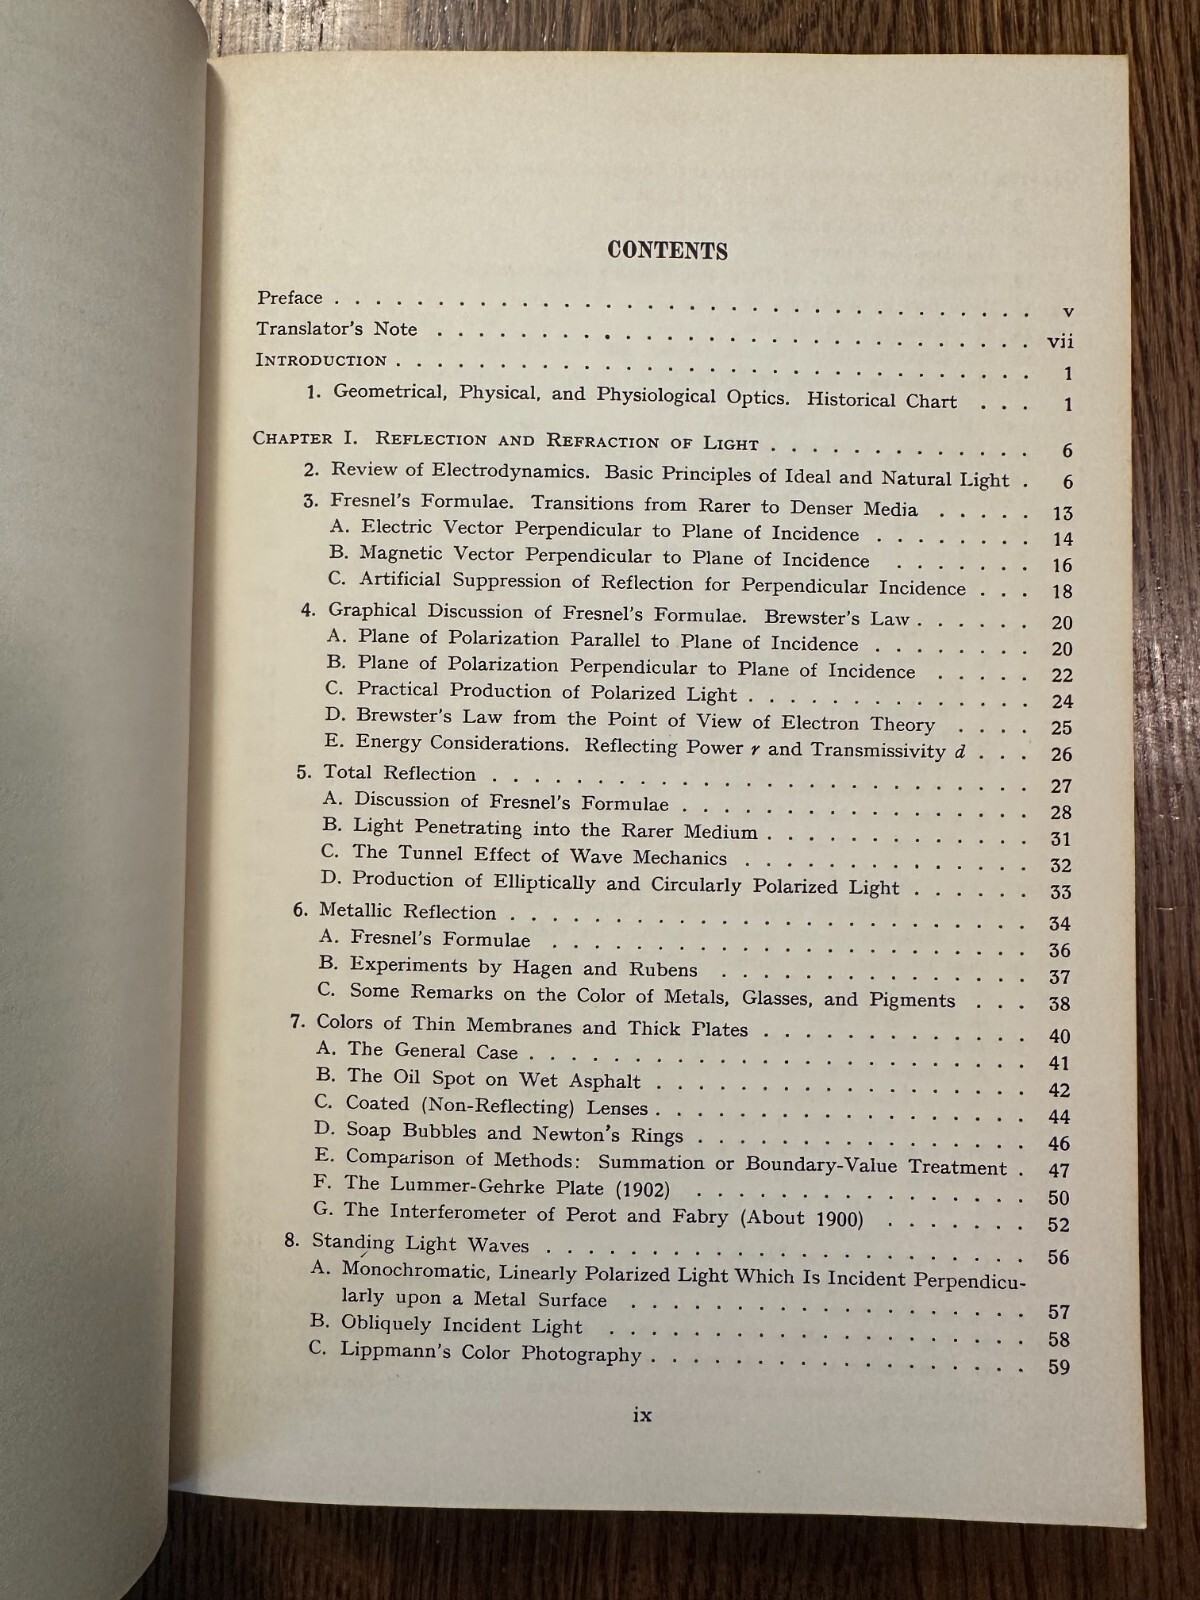 CONTENTS
Preface . . . . . . . . . . . . . . . . . . . . . . . . . . . . . . . . . . v
Translator's Note . . . . . . . . . . . . . . . . . . . . . . . . . . . . . vii
INTRODUCTION . . . . . . . . . . . . . . . . . . . . . . . . . . . . . . . 1
1. Geometrical, Physical, and Physiological Optics. Historical Chart . . . 1
CHAPTER I. REFLECTION AND REFRACTION OF LIGHT . . . . . . . . . . . . . 6
2. Review of Electrodynamics. Basic Principles of Ideal and Natural Light . 6
3. Fresnel's Formulae. Transitions from Rarer to Denser Media . . . . . 13
A. Electric Vector Perpendicular to Plane of Incidence . . . . . . . . 14
B. Magnetic Vector Perpendicular to Plane of Incidence . . . . . . . 16
C. Artificial Suppression of Reflection for Perpendicular Incidence . . . 18
4. Graphical Discussion of Fresnel's Formulae. Brewster's Law . . . . . . 20
A. Plane of Polarization Parallel to Plane of Incidence . . . . . . . . 20
B. Plane of Polarization Perpendicular to Plane of Incidence . . . . . 22
C. Practical Production of Polarized Light . . . . . . . . . . . . . . 24
D. Brewster's Law from the Point of View of Electron Theory . . . . 25
E. Energy Considerations. Reflecting Power r and Transmissivity d . . . 26
5. Total Reflection . . . . . . . . . . . . . . . . . . . . . . . . . . 27
A. Discussion of Fresnel's Formulae . . . . . . . . . . . . . . . . . 28
B. Light Penetrating into the Rarer Medium . . . . . . . . . . . . . 31
C. The Tunnel Effect of Wave Mechanics . . . . . . . . . . . . . . 32
D. Production of Elliptically and Circularly Polarized Light . . . . . . 33
6. Metallic Reflection . . . . . . . . . . . . . . . . . . . . . . . . . 34
A. Fresnel's Formulae . . . . . . . . . . . . . . . . . . . . . . . 36
B. Experiments by Hagen and Rubens . . . . . . . . . . . . . . . 37
C. Some Remarks on the Color of Metals, Glasses, and Pigments . . . 38
7. Colors of Thin Membranes and Thick Plates . . . . . . . . . . . . . 40
A. The General Case . . . . . . . . . . . . . . . . . . . . . . . . 41
B. The Oil Spot on Wet Asphalt . . . . . . . . . . . . . . . . . . 42
C. Coated (Non-Reflecting) Lenses . . . . . . . . . . . . . . . . . . 44
D. Soap Bubbles and Newton's Rings . . . . . . . . . . . . . . . . 46
E. Comparison of Methods: Summation or Boundary-Value Treatment . 47
F. The Lummer-Gehrke Plate (1902) . . . . . . . . . . . . . . . . 50
G. The Interferometer of Perot and Fabry (About 1900) . . . . . . . 52
8. Standing Light Waves . . . . . . . . . . . . . . . . . . . . . . . 56
A. Monochromatic, Linearly Polarized Light Which Is Incident Perpendicu-
larly upon a Metal Surface . . . . . . . . . . . . . . . . . . . 57
B. Obliquely Incident Light . . . . . . . . . . . . . . . . . . . . 58
C. Lippmann's Color Photography . . . . . . . . . . . . . . . . . . 59
ix